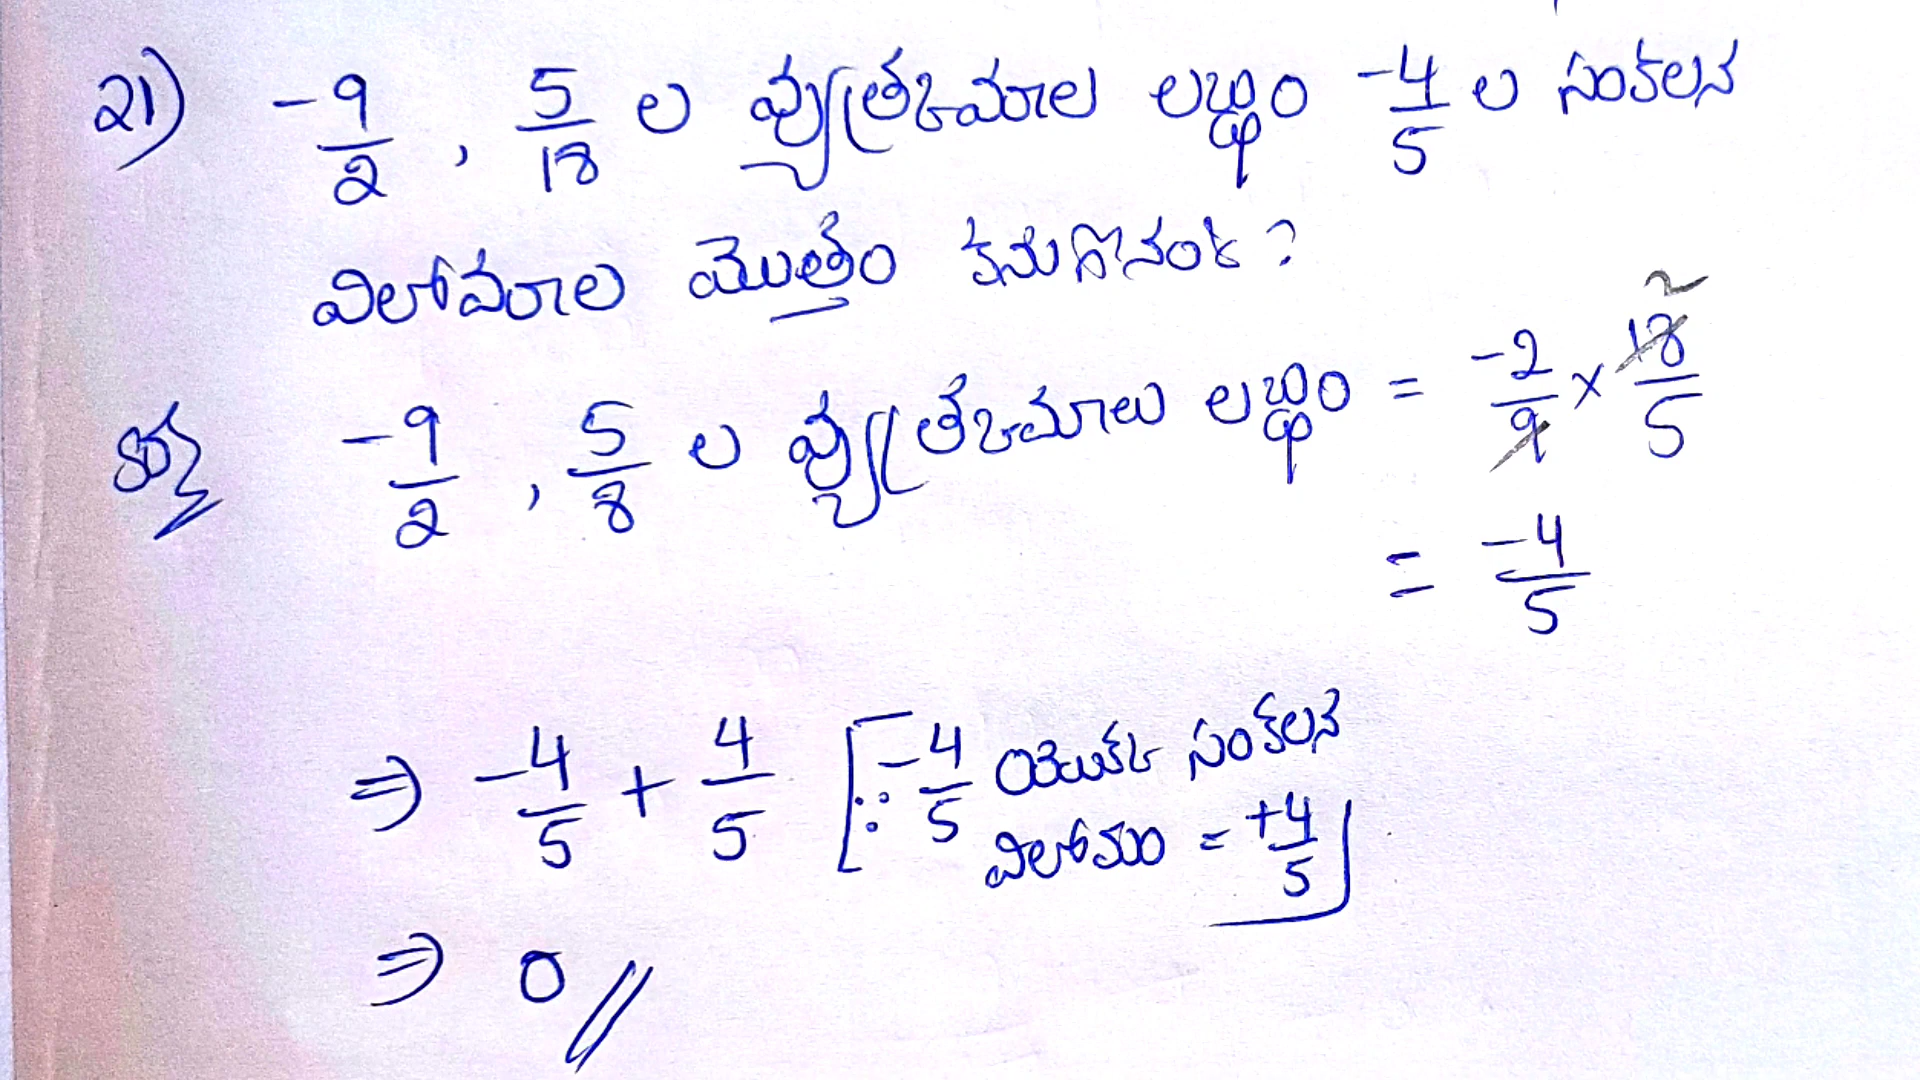 21) -9/2 , 5/18 ల వ్యుత్క్రమాల లబ్ధం -4/5 ల సంకలన
విలోమాల మొత్తం కనుగొనండి?
-9/2 , 5/8 ల వ్యుత్క్రమాలు లబ్ధం = -2/9 × 18/5 2
= -4/5
⇒ -4/5 + 4/5 [∵ -4/5 యొక్క సంకలన
విలోమం = +4/5]
⇒ 0 //